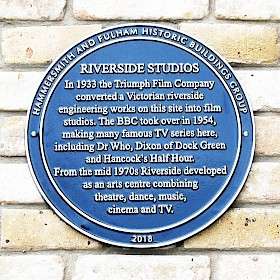 HAMMERSMITH AND FULHAM HISTORIC BUILDINGS GROUP
RIVERSIDE STUDIOS
In 1933 the Triumph Film Company
converted a Victorian riverside
engineering works on this site into film
studios. The BBC took over in 1954,
making many famous TV series here,
including Dr Who, Dixon of Dock Green
and Hancock's Half Hour.
From the mid 1970s Riverside developed
as an arts centre combining
theatre, dance, music,
cinema and TV.
2018